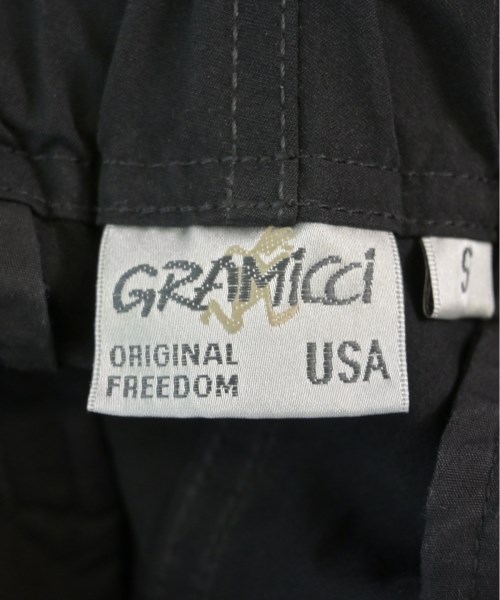 GRAMiCCi
ORIGINAL
FREEDOM
USA
S